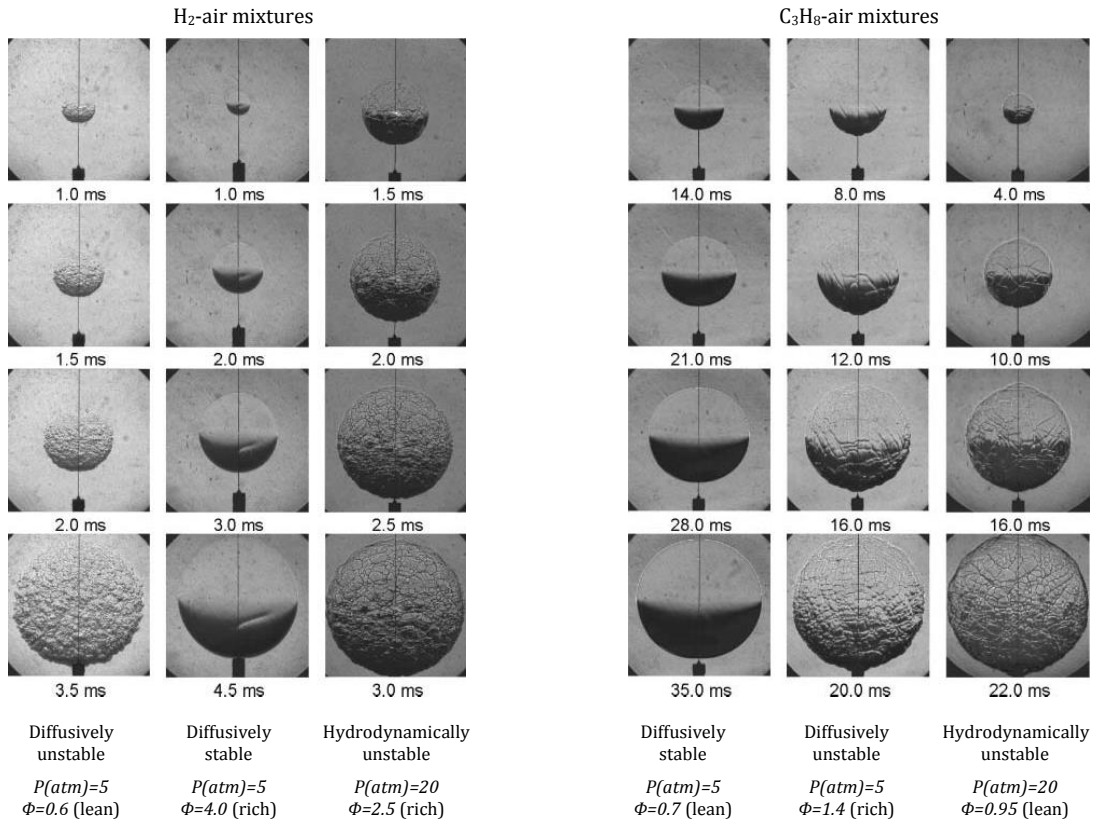 H₂-air mixtures
C₃H₈-air mixtures
1.0 ms
1.0 ms
1.5 ms
14.0 ms
8.0 ms
4.0 ms
1.5 ms
2.0 ms
2.0 ms
21.0 ms
12.0 ms
10.0 ms
2.0 ms
3.0 ms
2.5 ms
28.0 ms
16.0 ms
16.0 ms
3.5 ms
4.5 ms
3.0 ms
35.0 ms
20.0 ms
22.0 ms
Diffusively
unstable
Diffusively
stable
Hydrodynamically
unstable
Diffusively
stable
Diffusively
unstable
Hydrodynamically
unstable
P(atm)=5
Φ=0.6 (lean)
P(atm)=5
Φ=4.0 (rich)
P(atm)=20
Φ=2.5 (rich)
P(atm)=5
Φ=0.7 (lean)
P(atm)=5
Φ=1.4 (rich)
P(atm)=20
Φ=0.95 (lean)